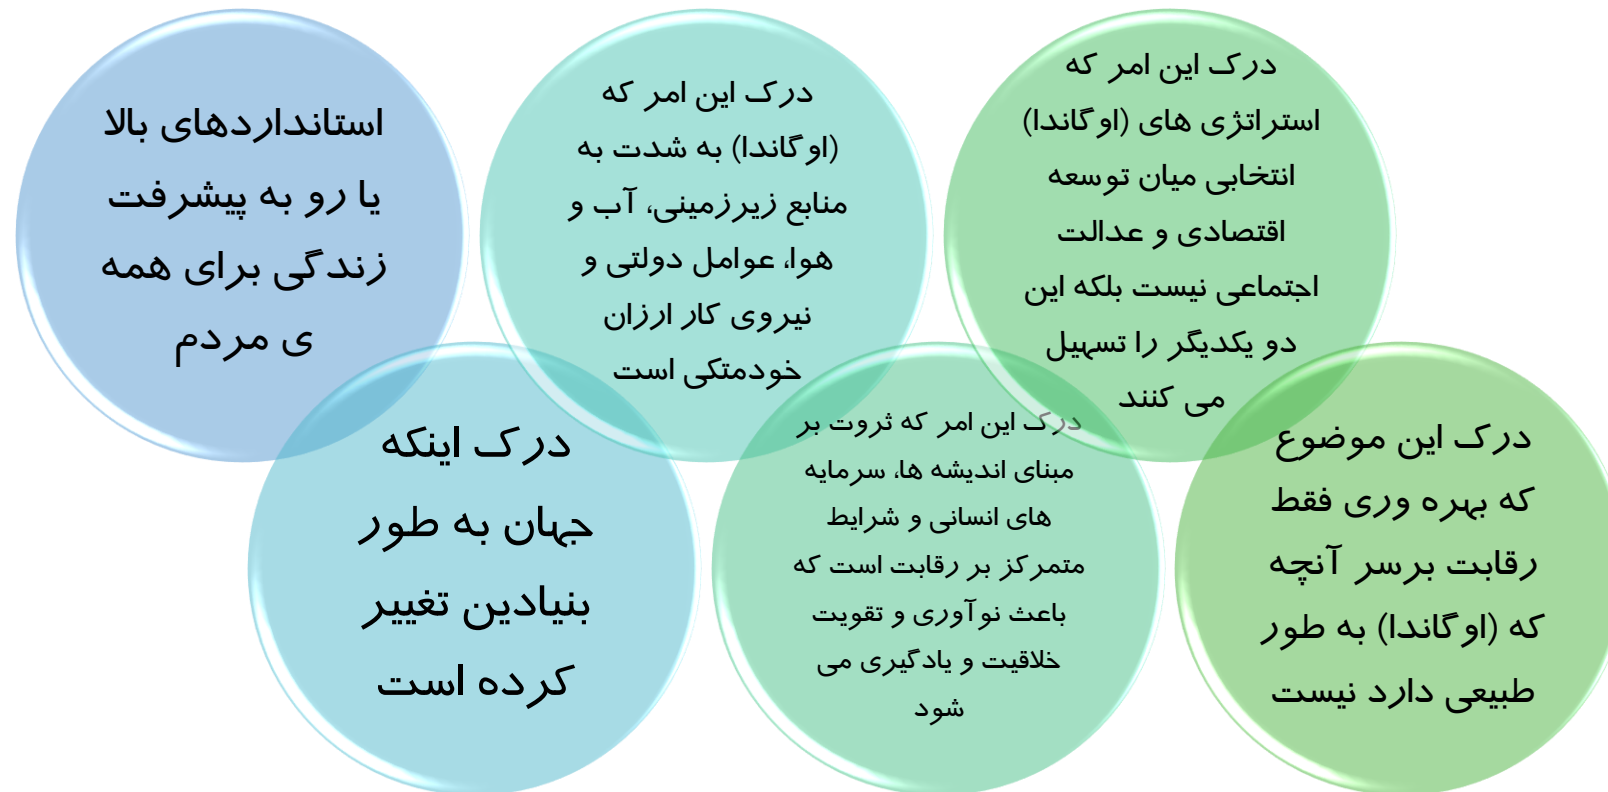 درک این امر که
استراتژی های (اوگاندا)
انتخابی میان توسعه
اقتصادی و عدالت
اجتماعی نیست بلکه این
دو یکدیگر را تسهیل
می کنند
درک این امر که
(اوگاندا) به شدت به
منابع زیرزمینی، آب و
هوا، عوامل دولتی و
نیروی کار ارزان
خودمتکی است
استانداردهای بالا
یا رو به پیشرفت
زندگی برای همه
ی مردم
درک این موضوع
که بهره وری فقط
رقابت برسر آنچه
که (اوگاندا) به طور
طبیعی دارد نیست
درک این امر که ثروت بر
مبنای اندیشه ها، سرمایه
های انسانی و شرایط
متمرکز بر رقابت است که
باعث نوآوری و تقویت
خلاقیت و یادگیری می
شود
درک اینکه
جهان به طور
بنیادین تغییر
کرده است